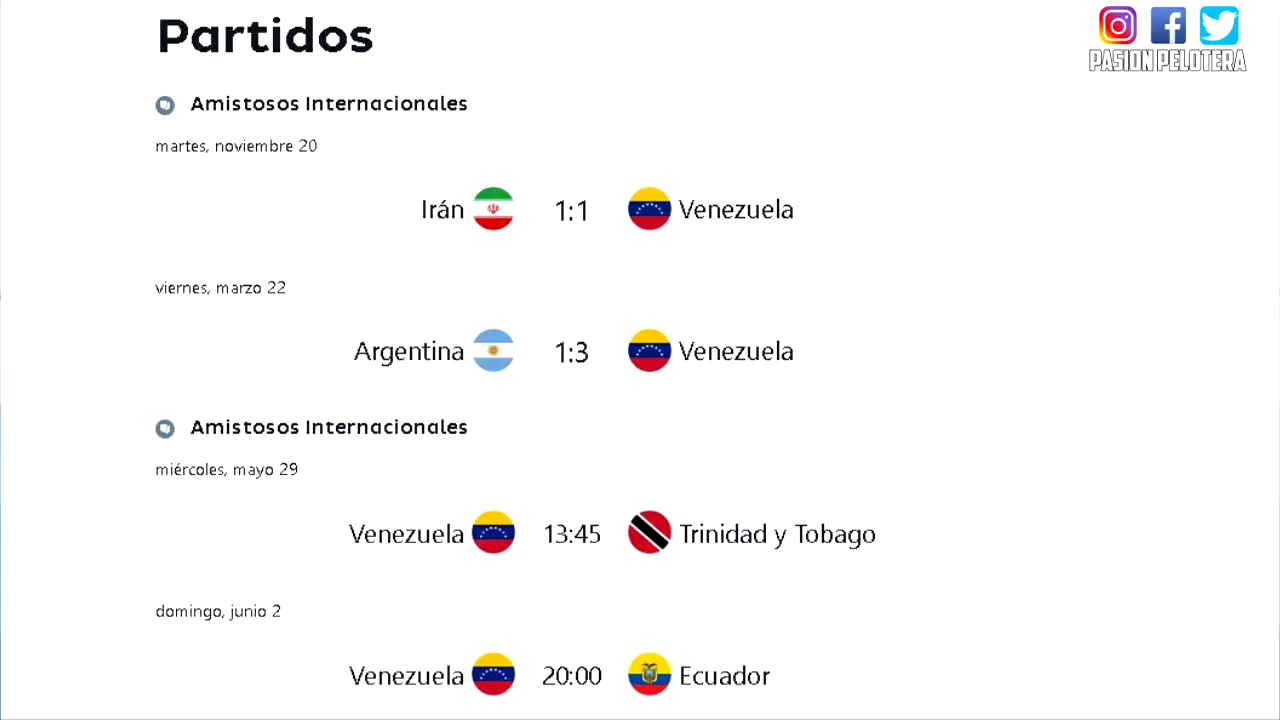 Partidos
PASION PELOTERA
Amistosos Internacionales
martes, noviembre 20
Irán 1:1 Venezuela
viernes, marzo 22
Argentina 1:3 Venezuela
Amistosos Internacionales
miércoles, mayo 29
Venezuela 13:45 Trinidad y Tobago
domingo, junio 2
Venezuela 20:00 Ecuador